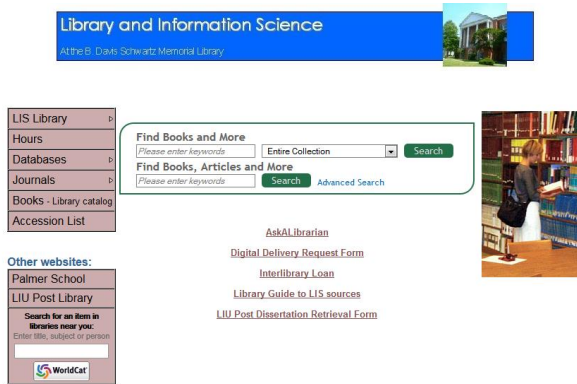 Library and Information Science
At the B. Davis Schwartz Memorial Library
LIS Library
Hours
Databases
Journals
Books - Library catalog
Accession List
Other websites:
Palmer School
LIU Post Library
Search for an item in
libraries near you:
Enter title, subject or person
WorldCat
Find Books and More
Please enter keywords
Entire Collection
Search
Find Books, Articles and More
Please enter keywords
Search
Advanced Search
AskALibrarian
Digital Delivery Request Form
Interlibrary Loan
Library Guide to LIS sources
LIU Post Dissertation Retrieval Form